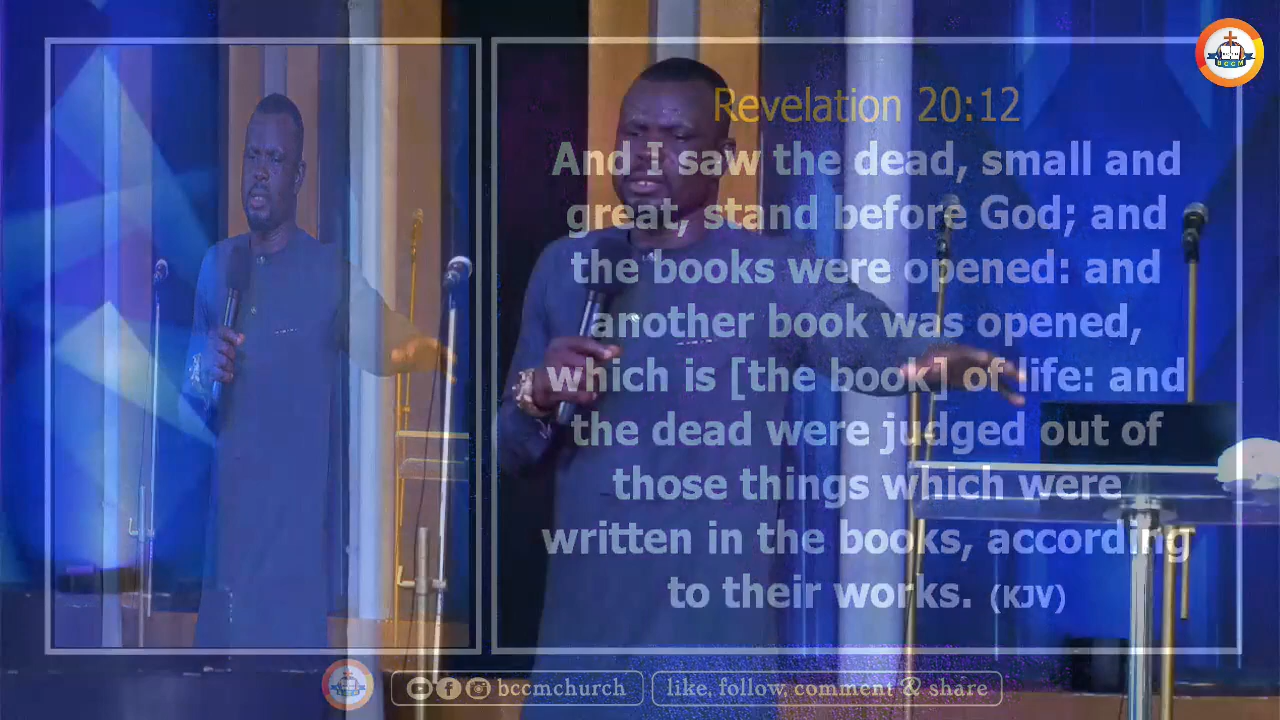 BCCM
Revelation 20:12
And I saw the dead, small and
great, stand before God; and
the books were opened: and
another book was opened,
which is [the book] of life: and
the dead were judged out of
those things which were
written in the books, according
to their works. (KJV)
bccmchurch
like, follow, comment & share